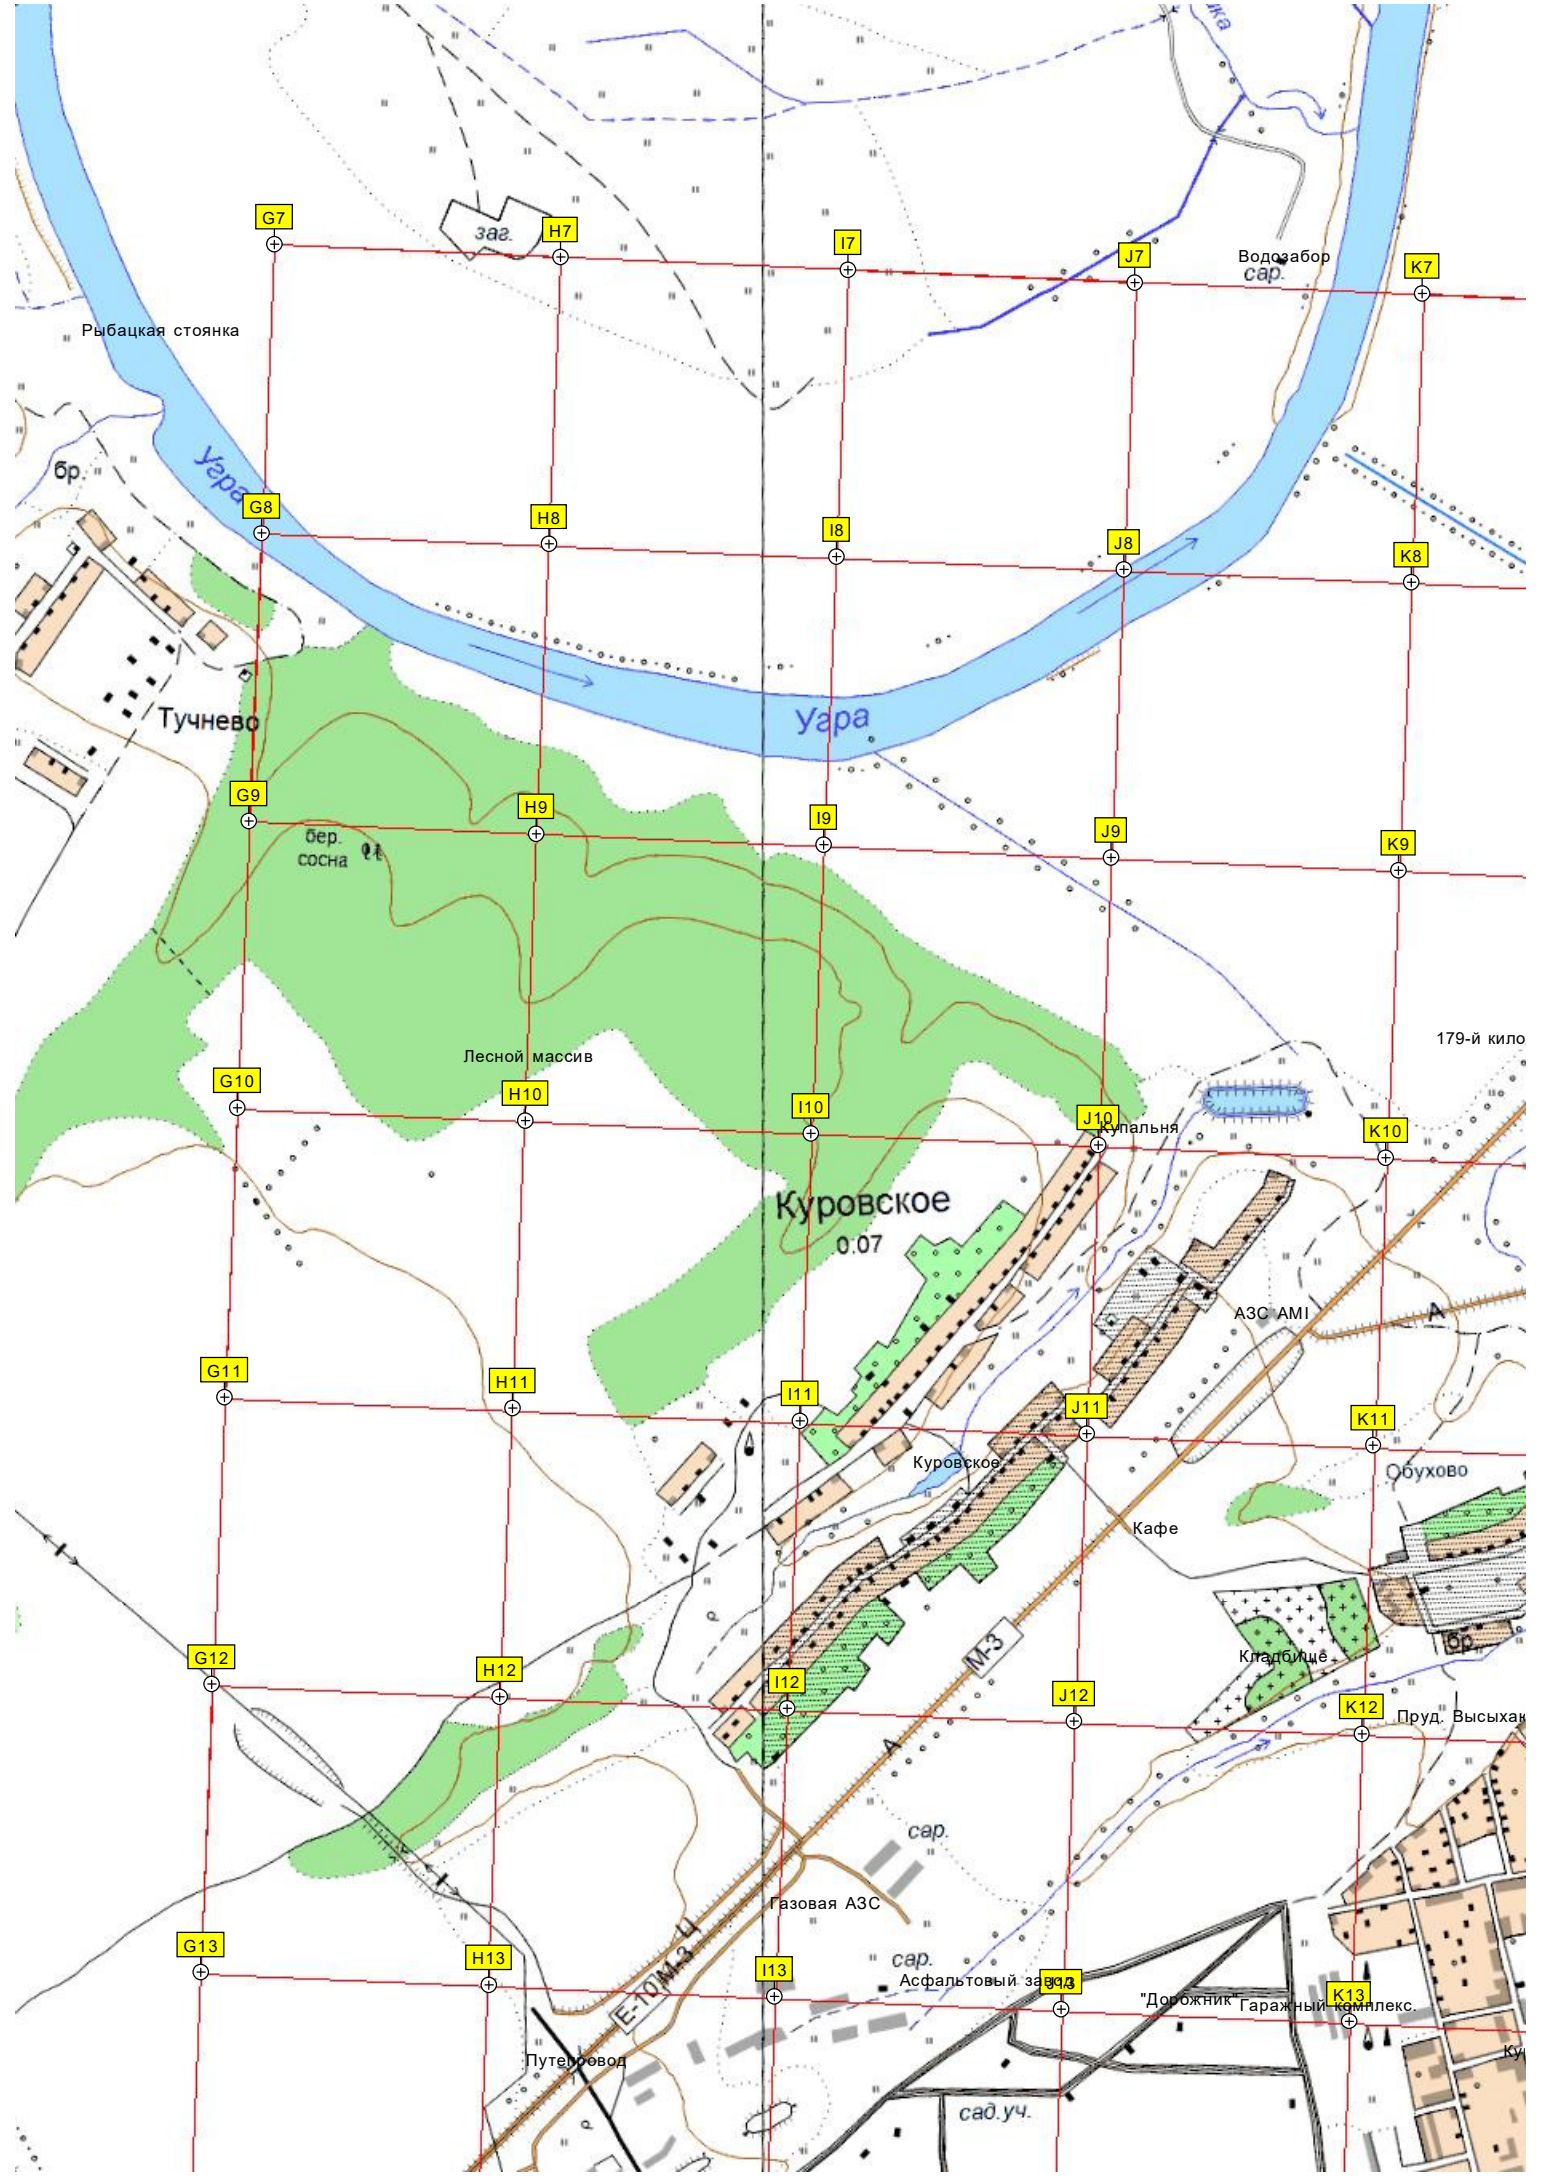 G7
заг.
H7
I7
J7
Водозабор
сар.
K7
Рыбацкая стоянка
бр.
Угра
G8
H8
I8
J8
K8
Тучнево
Угра
G9
бер.
сосна
H9
I9
J9
K9
179-й кило
Лесной массив
G10
H10
I10
J10
Купальня
K10
Куровское
0.07
АЗС AMI
А
G11
H11
I11
J11
K11
Куровское
Обухово
Кафе
М-3
Кладбище
бр.
G12
H12
I12
J12
K12
Пруд. Высыхак
А
сар.
Газовая АЗС
Ц
G13
H13
Е-10
М-3
I13
сар.
Асфальтовый завод
J13
"Дорожник"
Гаражный комплекс.
K13
Путепровод
Ку
сад.уч.